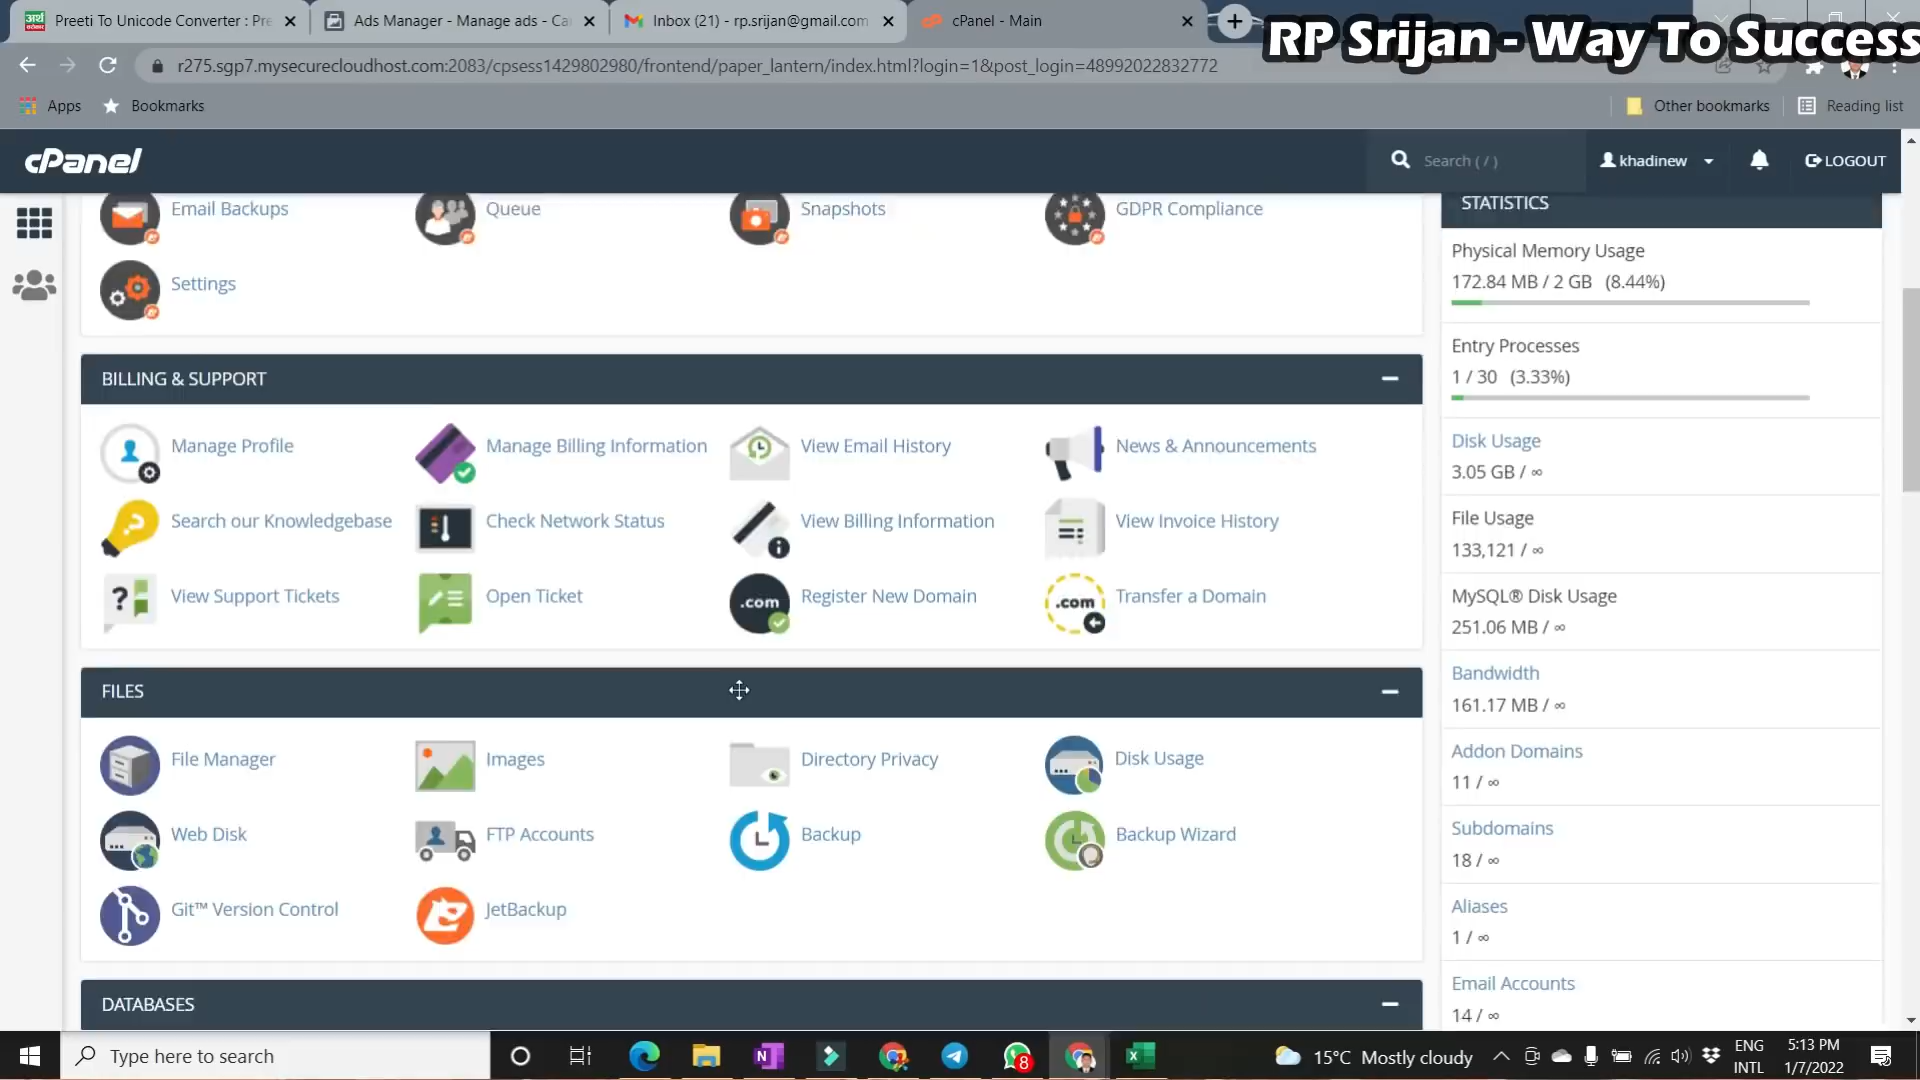 Preeti To Unicode Converter : Pre
Ads Manager - Manage ads - Ca
Inbox (21) - rp.srijan@gmail.com
cPanel - Main
RP Srijan - Way To Success
r275.sgp7.mysecurecloudhost.com:2083/cpsess1429802980/frontend/paper_lantern/index.html?login=1&post_login=48992022832772
Apps
Bookmarks
Other bookmarks
Reading list
cPanel
Search ( / )
khadinew
LOGOUT
Email Backups
Queue
Snapshots
GDPR Compliance
Settings
BILLING & SUPPORT
Manage Profile
Manage Billing Information
View Email History
News & Announcements
Search our Knowledgebase
Check Network Status
View Billing Information
View Invoice History
View Support Tickets
Open Ticket
.com
Register New Domain
.com
Transfer a Domain
FILES
File Manager
Images
Directory Privacy
Disk Usage
Web Disk
FTP Accounts
Backup
Backup Wizard
Git™ Version Control
JetBackup
DATABASES
STATISTICS
Physical Memory Usage
172.84 MB / 2 GB (8.44%)
Entry Processes
1 / 30 (3.33%)
Disk Usage
3.05 GB / ∞
File Usage
133,121 / ∞
MySQL® Disk Usage
251.06 MB / ∞
Bandwidth
161.17 MB / ∞
Addon Domains
11 / ∞
Subdomains
18 / ∞
Aliases
1 / ∞
Email Accounts
14 / ∞
Type here to search
8
15°C Mostly cloudy
ENG
INTL
5:13 PM
1/7/2022